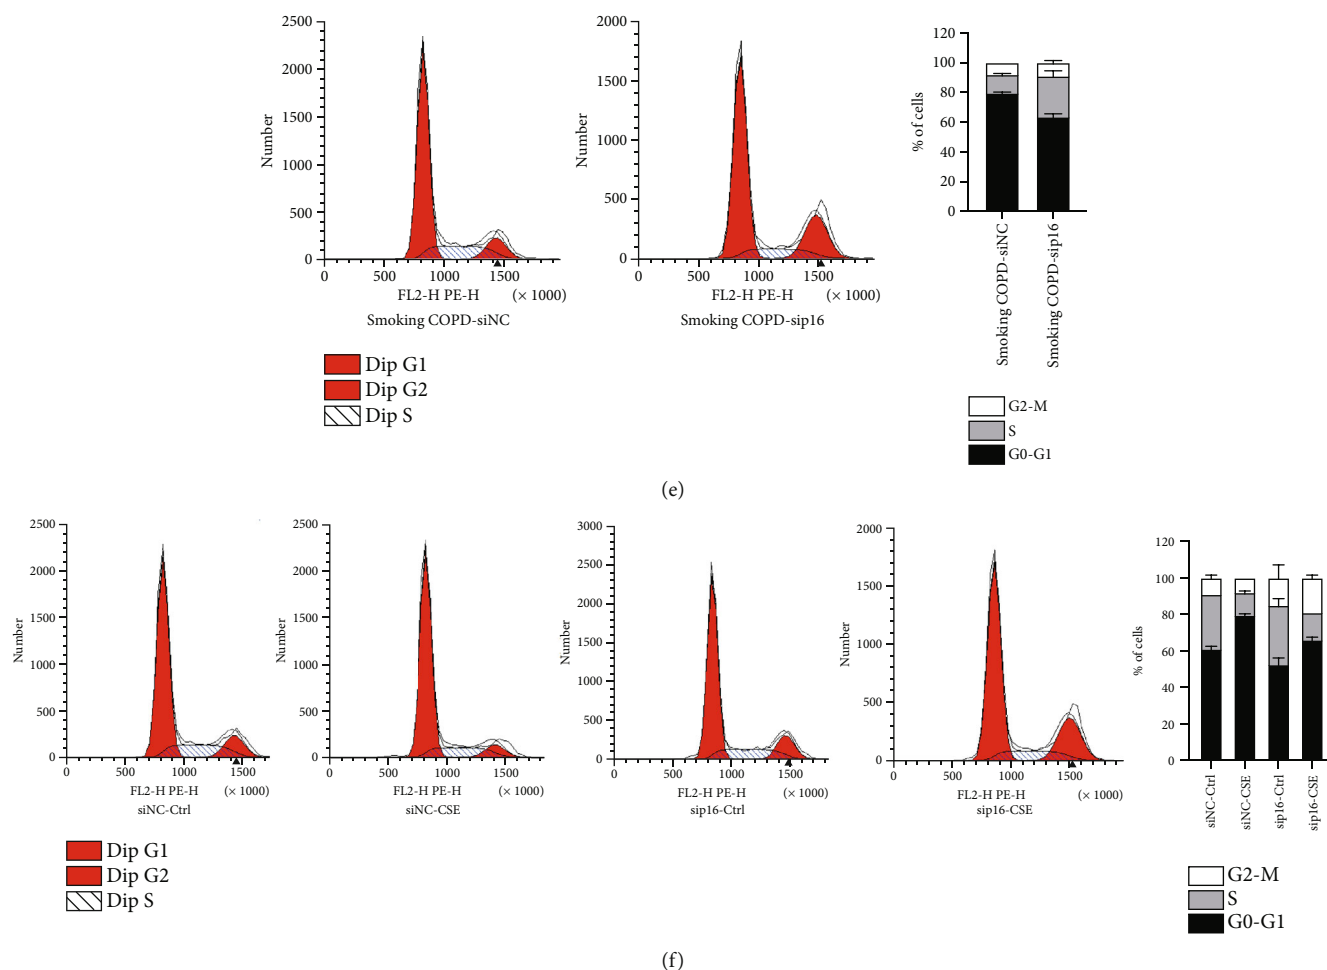 2500
2000
1500
1000
500
0
Number
0 500 1000 1500
FL2-H PE-H (× 1000)
Smoking COPD-siNC
2000
1500
1000
500
0
Number
0 500 1000 1500
FL2-H PE-H (× 1000)
Smoking COPD-sip16
120
100
80
60
40
20
0
% of cells
Smoking COPD-siNC
Smoking COPD-sip16
Dip G1
Dip G2
Dip S
G2-M
S
G0-G1
(e)
2500
2000
1500
1000
500
0
Number
0 500 1000 1500
FL2-H PE-H (× 1000)
siNC-Ctrl
2500
2000
1500
1000
500
0
Number
0 500 1000 1500
FL2-H PE-H (× 1000)
siNC-CSE
3000
2500
2000
1500
1000
500
0
Number
0 500 1000 1500
FL2-H PE-H (× 1000)
sip16-Ctrl
2000
1500
1000
500
0
Number
0 500 1000 1500
FL2-H PE-H (× 1000)
sip16-CSE
120
100
80
60
40
20
0
% of cells
siNC-Ctrl
siNC-CSE
sip16-Ctrl
sip16-CSE
Dip G1
Dip G2
Dip S
G2-M
S
G0-G1
(f)